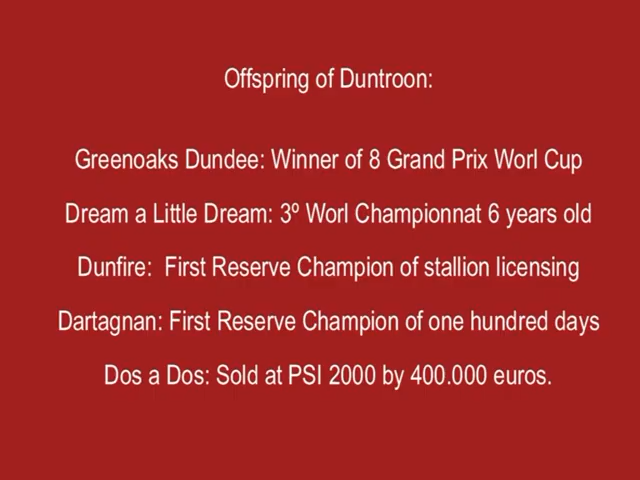 Offspring of Duntroon:
Greenoaks Dundee: Winner of 8 Grand Prix Worl Cup
Dream a Little Dream: 3º Worl Championnat 6 years old
Dunfire:  First Reserve Champion of stallion licensing
Dartagnan: First Reserve Champion of one hundred days
Dos a Dos: Sold at PSI 2000 by 400.000 euros.